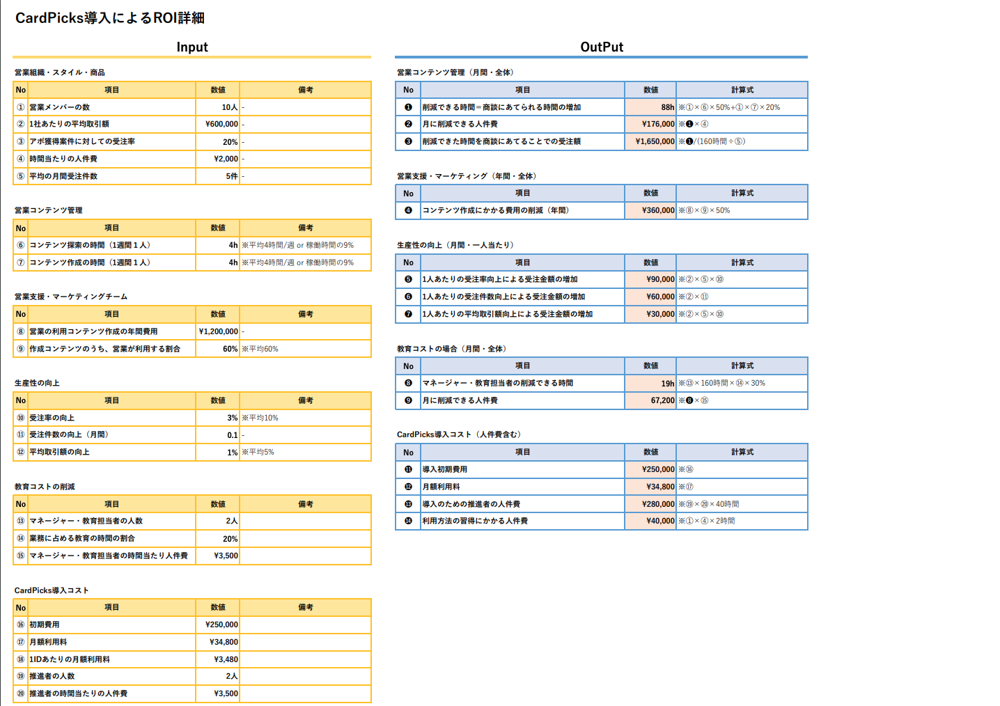 CardPicks導入によるROI詳細
Input
営業組織・スタイル・商品
No 項目 数値 備考
① 営業メンバーの数 10人 -
② 1社あたりの平均取引額 ¥600,000 -
③ アポ獲得案件に対しての受注率 20% -
④ 時間当たりの人件費 ¥2,000 -
⑤ 平均の月間受注件数 5件 -
営業コンテンツ管理
No 項目 数値 備考
⑥ コンテンツ探索の時間（1週間１人） 4h ※平均4時間/週 or 稼働時間の9%
⑦ コンテンツ作成の時間（1週間１人） 4h ※平均4時間/週 or 稼働時間の9%
営業支援・マーケティングチーム
No 項目 数値 備考
⑧ 営業の利用コンテンツ作成の年間費用 ¥1,200,000 -
⑨ 作成コンテンツのうち、営業が利用する割合 60% ※平均60%
生産性の向上
No 項目 数値 備考
⑩ 受注率の向上 3% ※平均10%
⑪ 受注件数の向上（月間） 0.1 -
⑫ 平均取引額の向上 1% ※平均5%
教育コストの削減
No 項目 数値 備考
⑬ マネージャー・教育担当者の人数 2人
⑭ 業務に占める教育の時間の割合 20%
⑮ マネージャー・教育担当者の時間当たり人件費 ¥3,500
CardPicks導入コスト
No 項目 数値 備考
⑯ 初期費用 ¥250,000
⑰ 月額利用料 ¥34,800
⑱ 1IDあたりの月額利用料 ¥3,480
⑲ 推進者の人数 2人
⑳ 推進者の時間当たりの人件費 ¥3,500
OutPut
営業コンテンツ管理（月間・全体）
No 項目 数値 計算式
❶ 削減できる時間＝商談にあてられる時間の増加 88h ※①×⑥×50%+①×⑦×20%
❷ 月に削減できる人件費 ¥176,000 ※❶×④
❸ 削減できた時間を商談にあてることでの受注額 ¥1,650,000 ※❶/(160時間÷⑤)
営業支援・マーケティング（年間・全体）
No 項目 数値 計算式
❹ コンテンツ作成にかかる費用の削減（年間） ¥360,000 ※⑧×⑨×50%
生産性の向上（月間・一人当たり）
No 項目 数値 計算式
❺ 1人あたりの受注率向上による受注金額の増加 ¥90,000 ※②×⑤×⑩
❻ 1人あたりの受注件数向上による受注金額の増加 ¥60,000 ※②×⑪
❼ 1人あたりの平均取引額向上による受注金額の増加 ¥30,000 ※②×⑤×⑩
教育コストの場合（月間・全体）
No 項目 数値 計算式
❽ マネージャー・教育担当者の削減できる時間 19h ※⑬×160時間×⑭×30%
❾ 月に削減できる人件費 67,200 ※❽×⑮
CardPicks導入コスト（人件費含む）
No 項目 数値 計算式
⓫ 導入初期費用 ¥250,000 ※⑯
⓬ 月額利用料 ¥34,800 ※⑰
⓭ 導入のための推進者の人件費 ¥280,000 ※⑲×⑳×40時間
⓮ 利用方法の習得にかかる人件費 ¥40,000 ※①×④×2時間